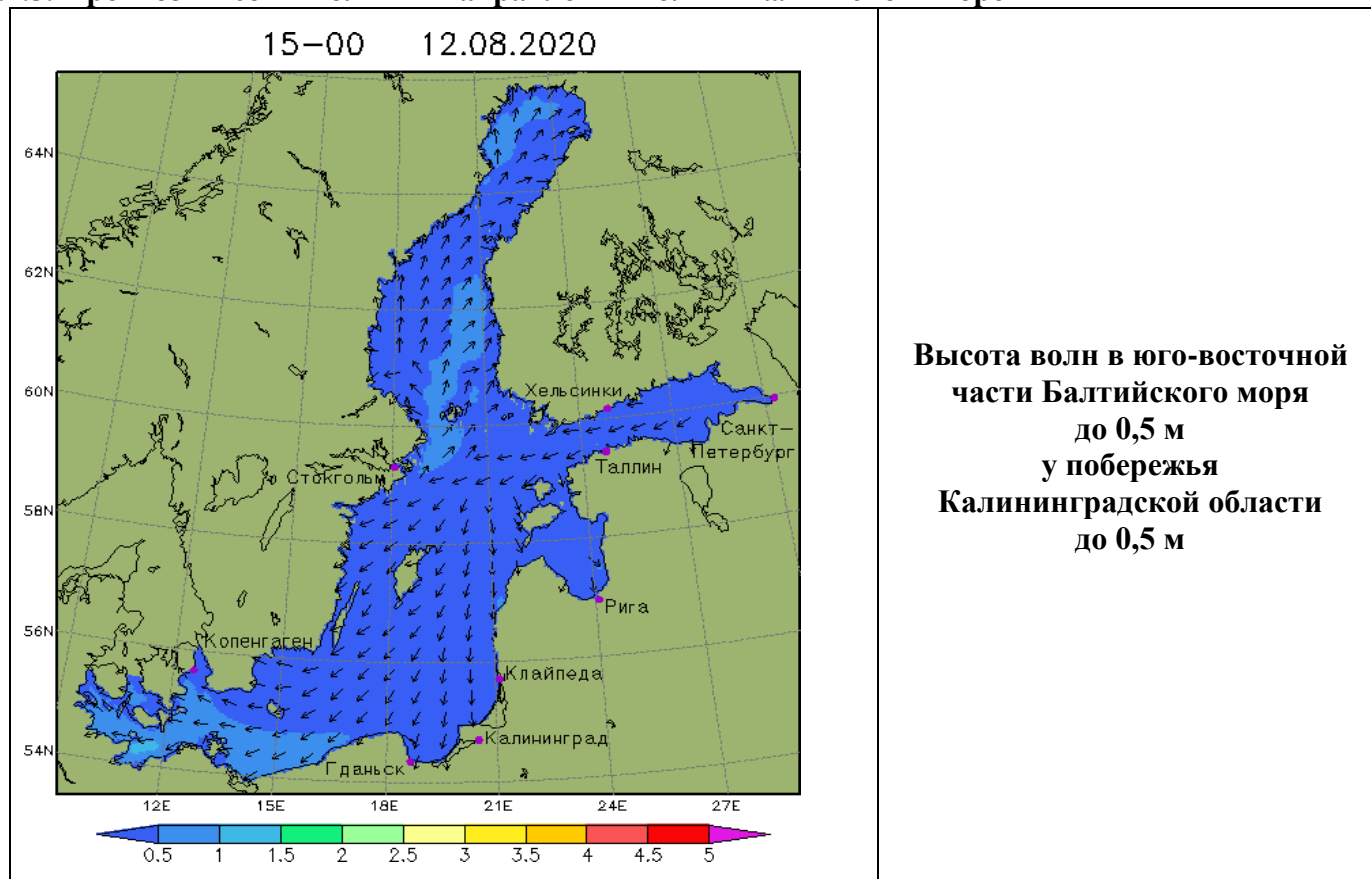 15-00 12.08.2020
64N
62N
60N
58N
56N
54N
Хельсинки
Санкт-
Петербург
Таллин
Стокгольм
Рига
Копенгаген
Клайпеда
Калининград
Гданьск
12E 15E 18E 21E 24E 27E
0.5 1 1.5 2 2.5 3 3.5 4 4.5 5
Высота волн в юго-восточной
части Балтийского моря
до 0,5 м
у побережья
Калининградской области
до 0,5 м